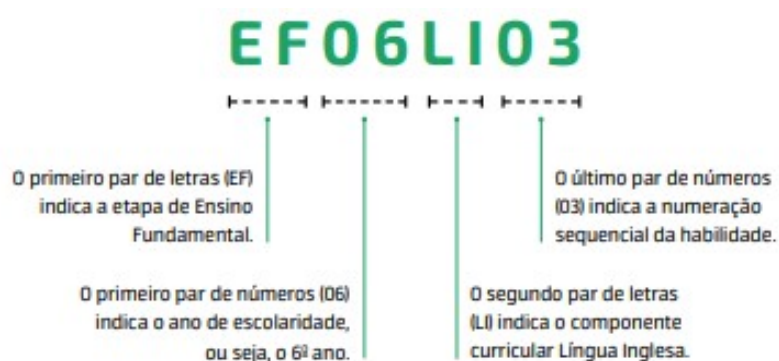 EF06LI03
O primeiro par de letras (EF)
indica a etapa de Ensino
Fundamental.
O último par de números
(03) indica a numeração
sequencial da habilidade.
O primeiro par de números (06)
indica o ano de escolaridade,
ou seja, o 6º ano.
O segundo par de letras
(LI) indica o componente
curricular Língua Inglesa.